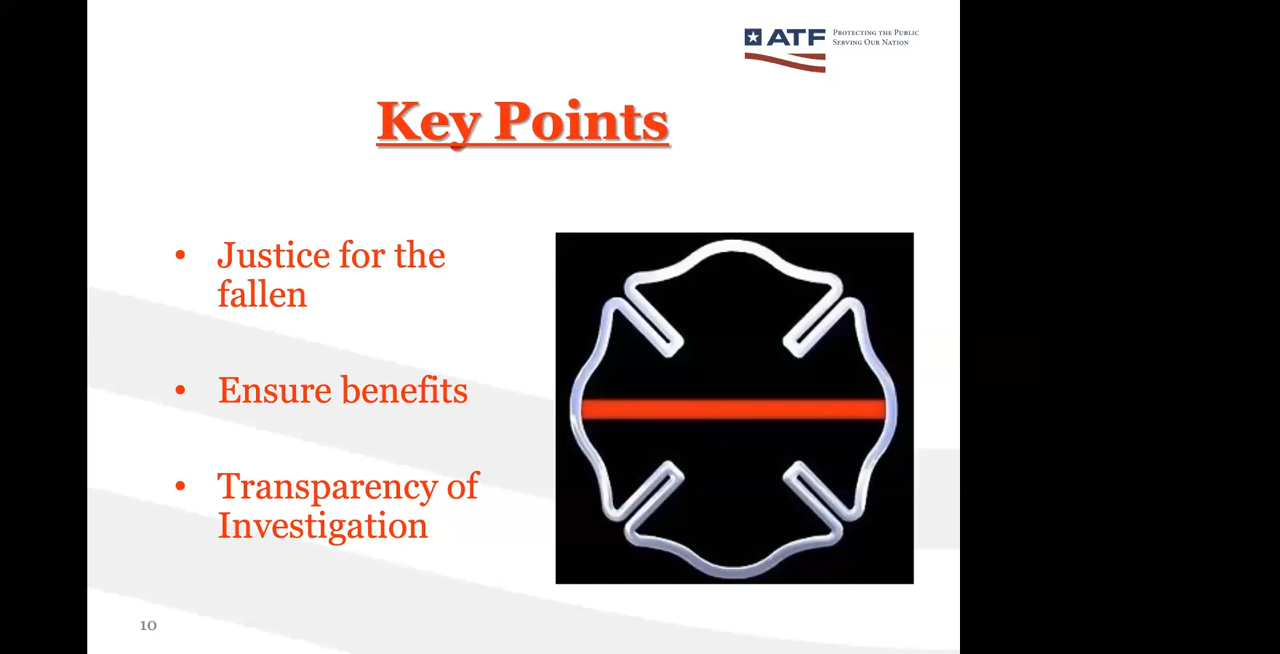 ATF
PROTECTING THE PUBLIC
SERVING OUR NATION
Key Points
• Justice for the
fallen
• Ensure benefits
• Transparency of
Investigation
10